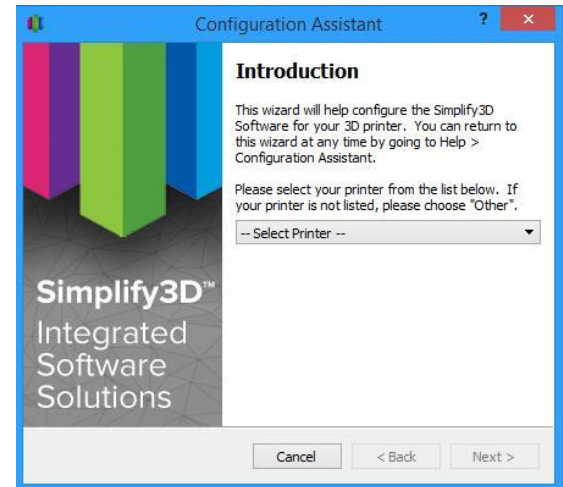 Configuration Assistant
?
×
Introduction
This wizard will help configure the Simplify3D
Software for your 3D printer.  You can return to
this wizard at any time by going to Help >
Configuration Assistant.
Please select your printer from the list below.  If
your printer is not listed, please choose "Other".
-- Select Printer --
Simplify3D™
Integrated
Software
Solutions
Cancel
< Back
Next >